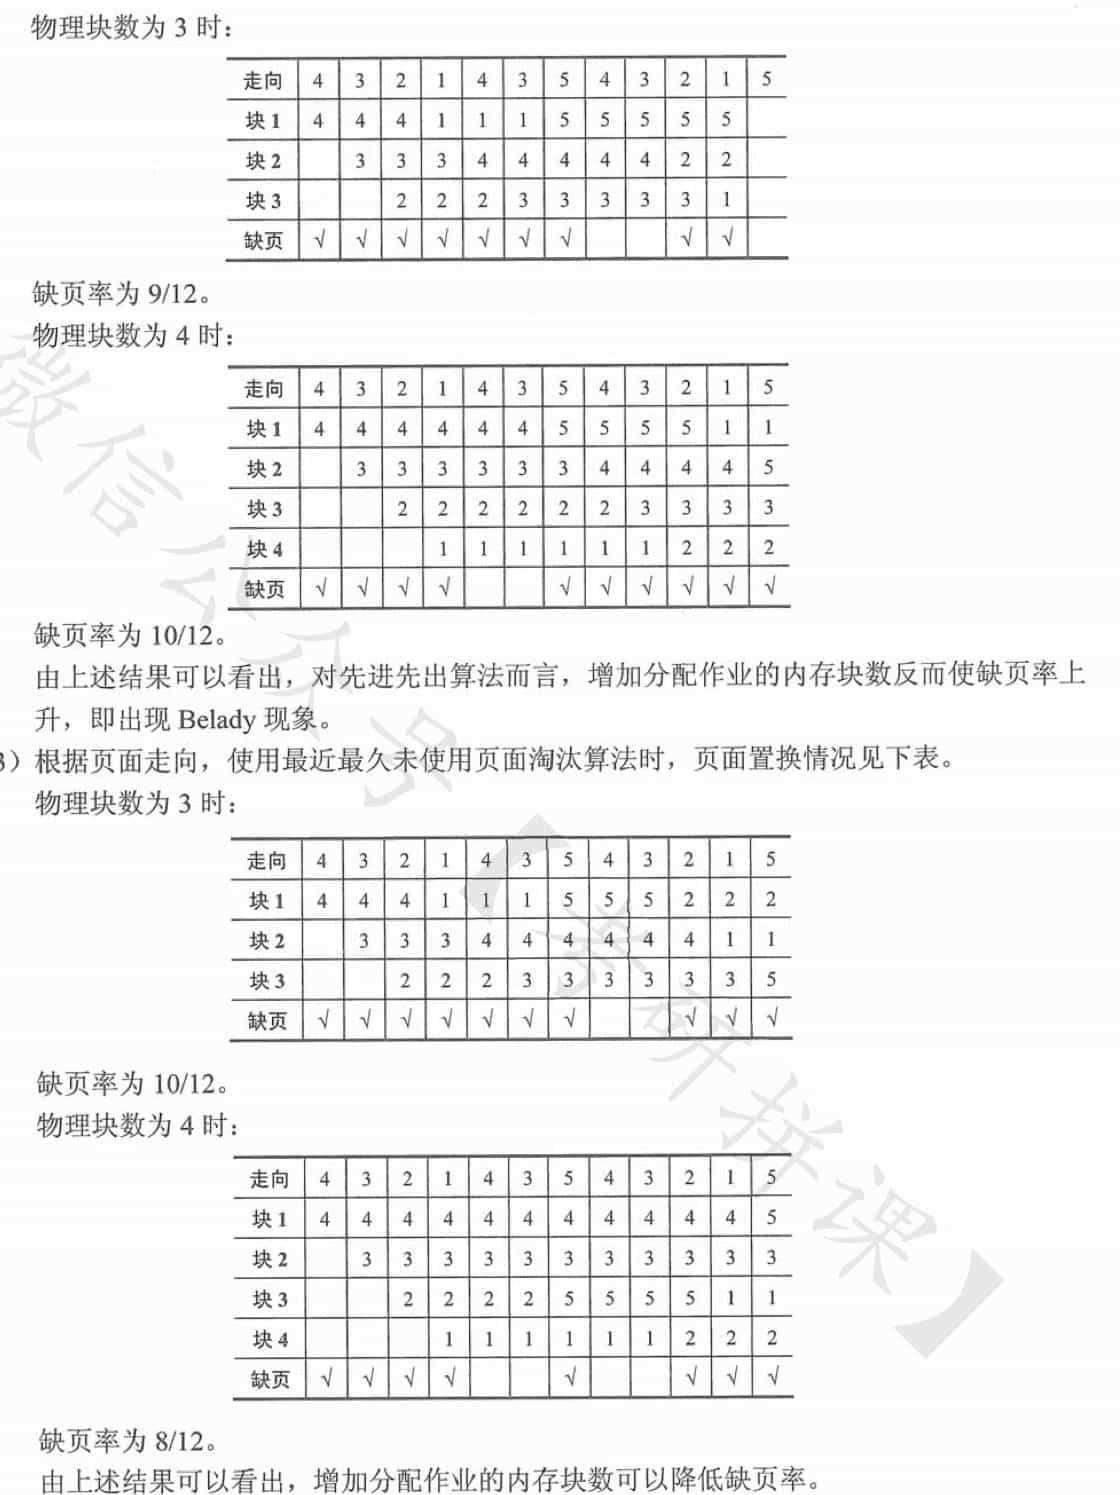 物理块数为 3 时：
走向 4 3 2 1 4 3 5 4 3 2 1 5
块 1 4 4 4 1 1 1 5 5 5 5 5
块 2 3 3 3 4 4 4 4 4 2 2
块 3 2 2 2 3 3 3 3 3 1
缺页 √ √ √ √ √ √ √ √ √
缺页率为 9/12。
物理块数为 4 时：
走向 4 3 2 1 4 3 5 4 3 2 1 5
块 1 4 4 4 4 4 4 5 5 5 5 1 1
块 2 3 3 3 3 3 3 4 4 4 4 5
块 3 2 2 2 2 2 2 3 3 3 3
块 4 1 1 1 1 1 1 2 2 2
缺页 √ √ √ √ √ √ √ √ √ √
缺页率为 10/12。
由上述结果可以看出，对先进先出算法而言，增加分配作业的内存块数反而使缺页率上
升，即出现 Belady 现象。
3）根据页面走向，使用最近最久未使用页面淘汰算法时，页面置换情况见下表。
物理块数为 3 时：
走向 4 3 2 1 4 3 5 4 3 2 1 5
块 1 4 4 4 1 1 1 5 5 5 2 2 2
块 2 3 3 3 4 4 4 4 4 4 1 1
块 3 2 2 2 3 3 3 3 3 3 5
缺页 √ √ √ √ √ √ √ √ √ √
缺页率为 10/12。
物理块数为 4 时：
走向 4 3 2 1 4 3 5 4 3 2 1 5
块 1 4 4 4 4 4 4 4 4 4 4 4 5
块 2 3 3 3 3 3 3 3 3 3 3 3
块 3 2 2 2 2 5 5 5 5 1 1
块 4 1 1 1 1 1 1 2 2 2
缺页 √ √ √ √ √ √ √ √
缺页率为 8/12。
由上述结果可以看出，增加分配作业的内存块数可以降低缺页率。
微信公众号【考研拼课】